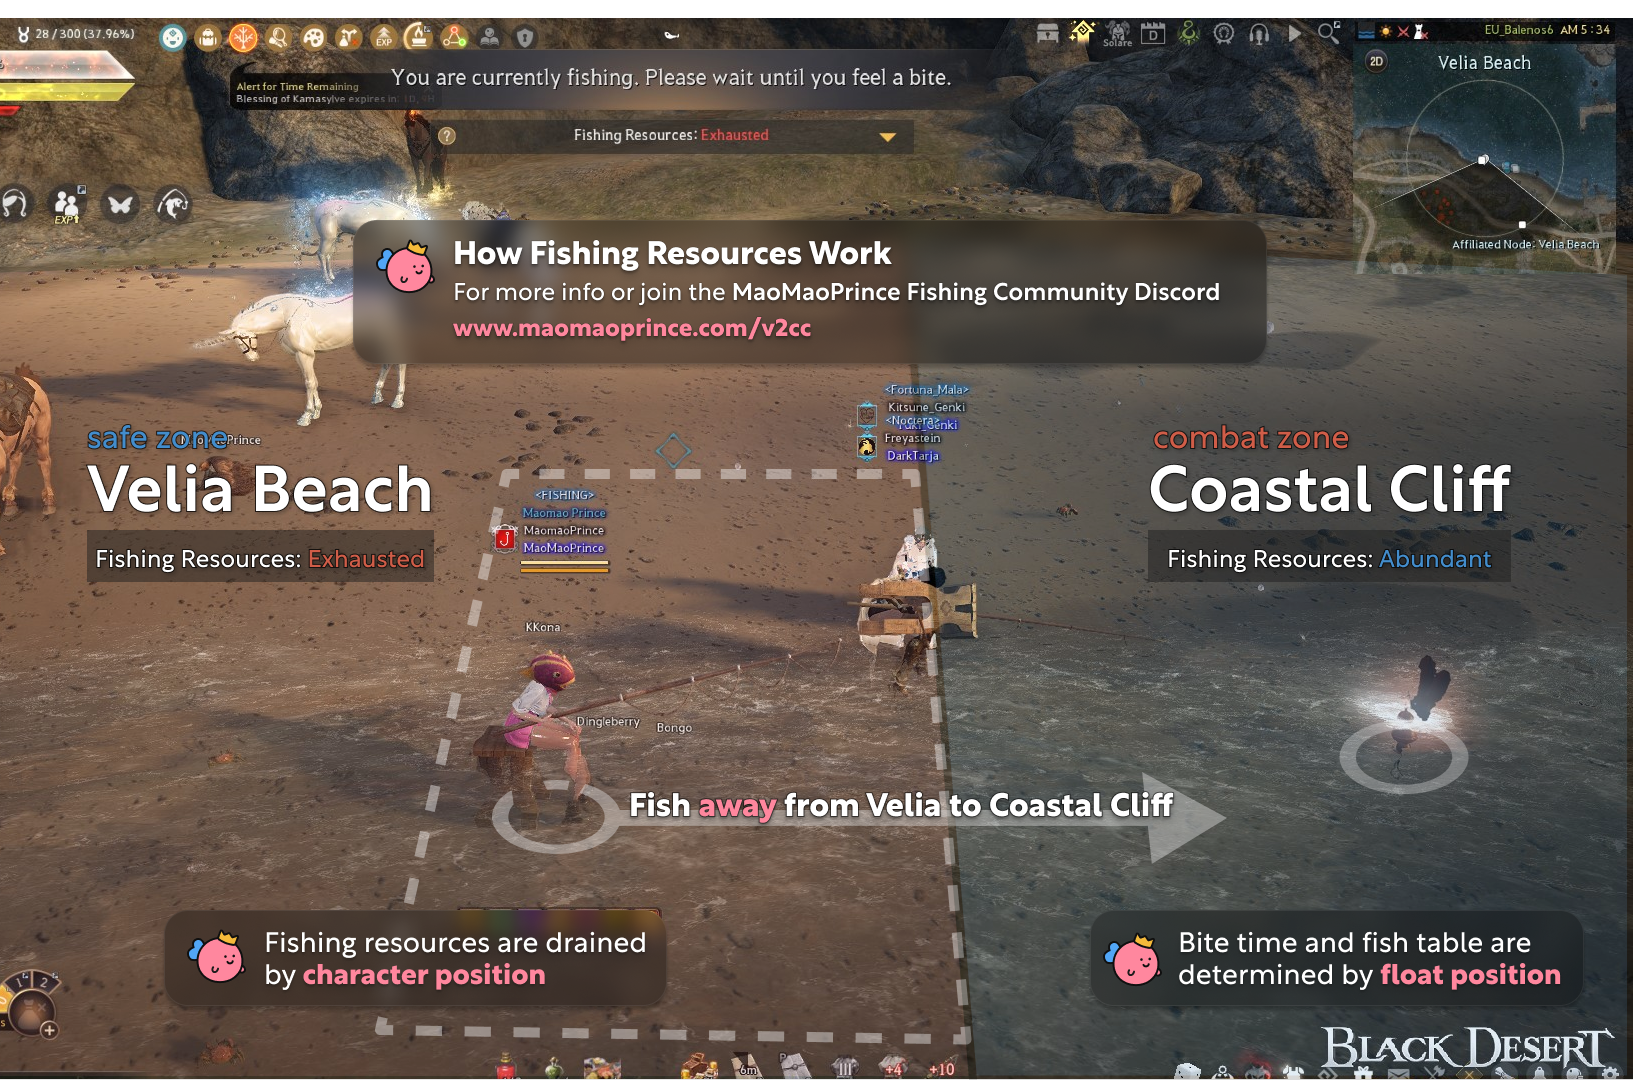 28 / 300 (37.96%)
EXP
Solare
D
EU_Balenos6 AM 5 : 34
You are currently fishing. Please wait until you feel a bite.
Alert for Time Remaining
Blessing of Kamasylve expires in:
2D
Velia Beach
? Fishing Resources: Exhausted
EXP
Affiliated Node: Velia Beach
How Fishing Resources Work
For more info or join the MaoMaoPrince Fishing Community Discord
www.maomaoprince.com/v2cc
<Fortuna_Mala>
Kitsune_Genki
<Noctera>
Freyastein
DarkTarja
safe zone
Prince
Velia Beach
Fishing Resources: Exhausted
combat zone
Coastal Cliff
Fishing Resources: Abundant
<FISHING>
Maomao Prince
MaomaoPrince
MaoMaoPrince
J
KKona
Dingleberry
Bongo
Fish away from Velia to Coastal Cliff
Fishing resources are drained
by character position
Bite time and fish table are
determined by float position
1 2
BLACK DESERT
6m
III
+4
+10